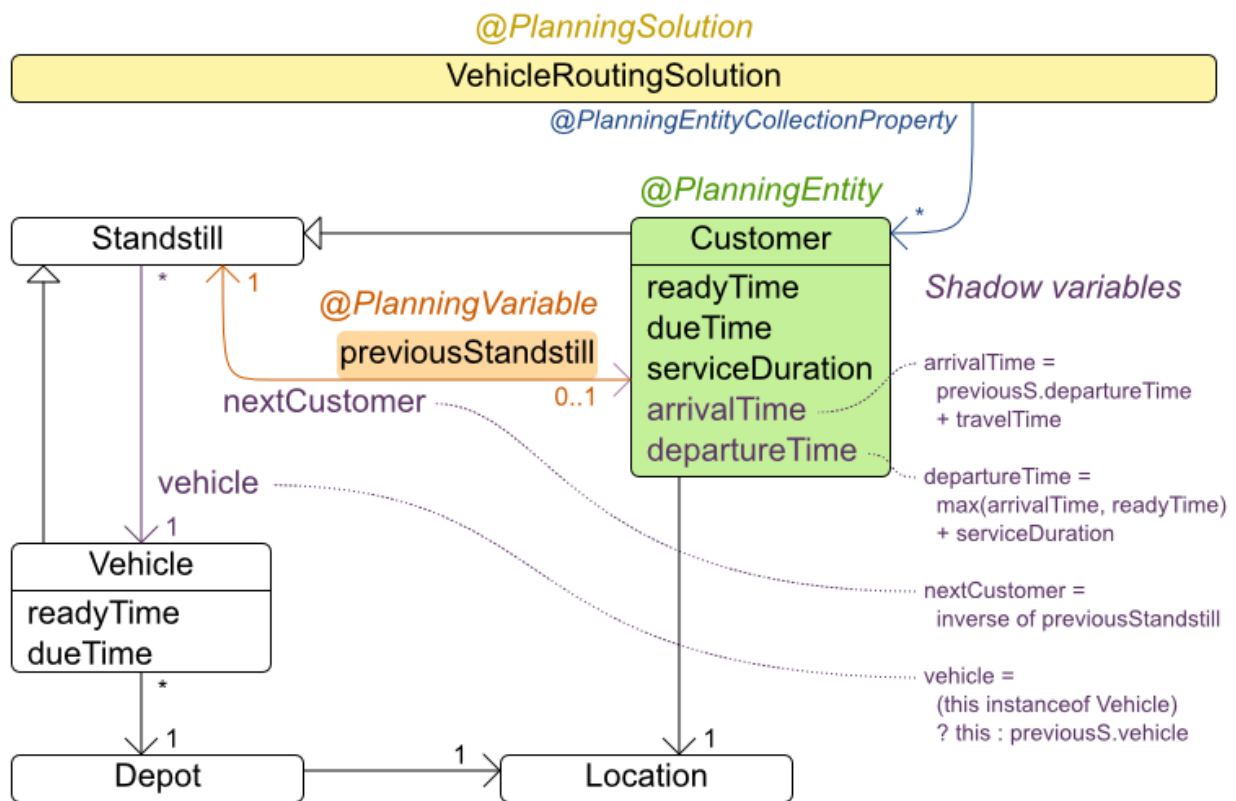 @PlanningSolution
VehicleRoutingSolution
@PlanningEntityCollectionProperty
@PlanningEntity
*
Standstill
Customer
*
1
@PlanningVariable
previousStandstill
0..1
nextCustomer
readyTime
dueTime
serviceDuration
arrivalTime
departureTime
Shadow variables
arrivalTime =
previousS.departureTime
+ travelTime
departureTime =
max(arrivalTime, readyTime)
+ serviceDuration
nextCustomer =
inverse of previousStandstill
vehicle =
(this instanceof Vehicle)
? this : previousS.vehicle
vehicle
1
Vehicle
readyTime
dueTime
*
1
1
1
Depot
Location